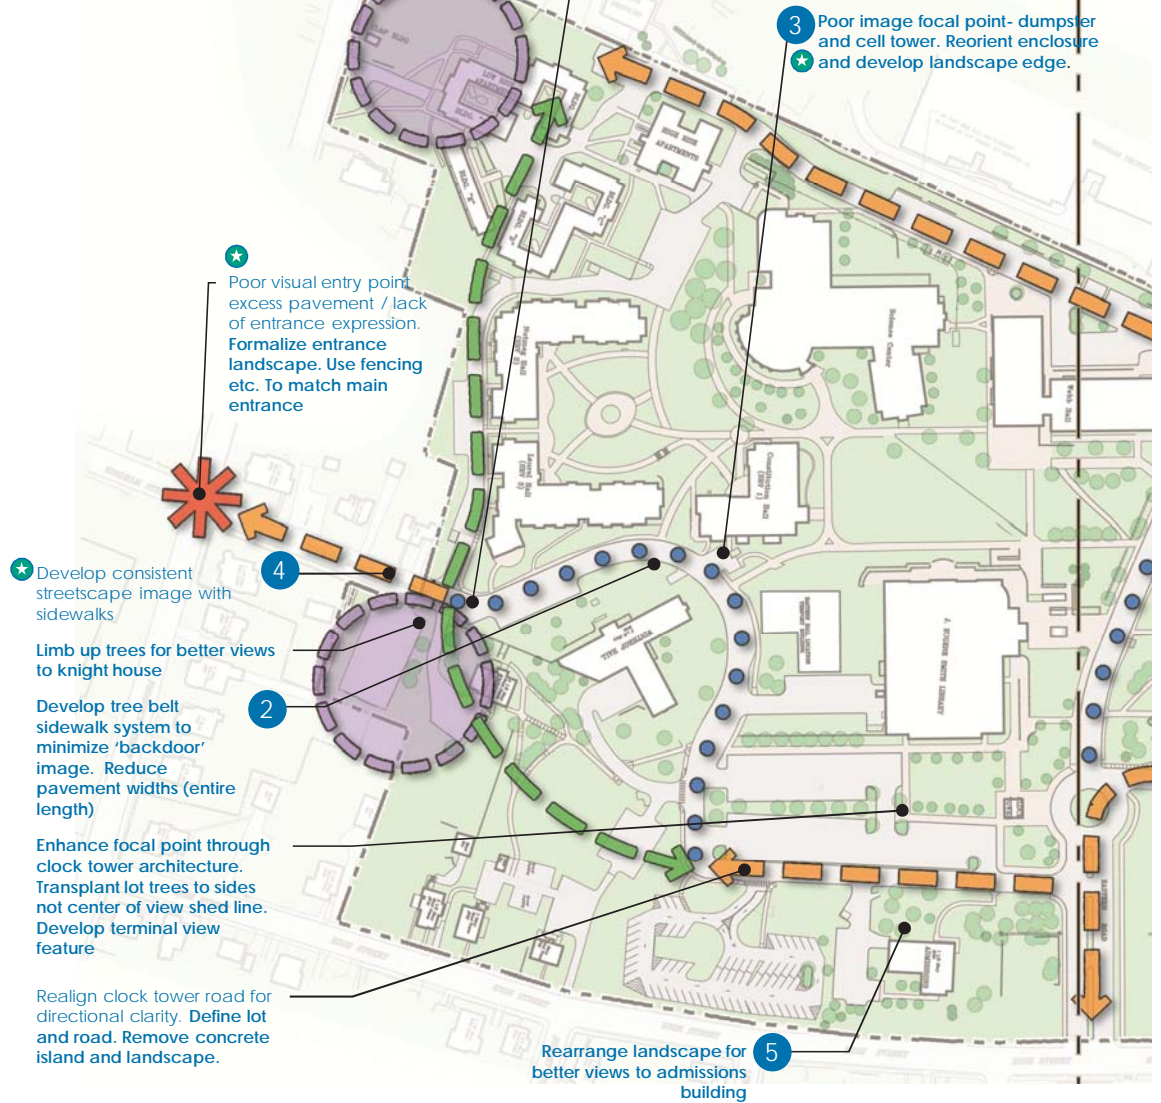 3
Poor image focal point- dumpster
and cell tower. Reorient enclosure
and develop landscape edge.
HIGH RISE
APARTMENTS
Science
Center
Webb Hall
Poor visual entry point
excess pavement / lack
of entrance expression.
Formalize entrance
landscape. Use fencing
etc. To match main
entrance
Nutmeg Hall
Laurel Hall
Constitution Hall
4
Develop consistent
streetscape image with
sidewalks
Limb up trees for better views
to knight house
2
Develop tree belt
sidewalk system to
minimize ‘backdoor’
image. Reduce
pavement widths (entire
length)
WINTHROP HALL
J. EUGENE SMITH LIBRARY
Enhance focal point through
clock tower architecture.
Transplant lot trees to sides
not center of view shed line.
Develop terminal view
feature
Realign clock tower road for
directional clarity. Define lot
and road. Remove concrete
island and landscape.
ADMISSIONS
5
Rearrange landscape for
better views to admissions
building
HIGH STREET